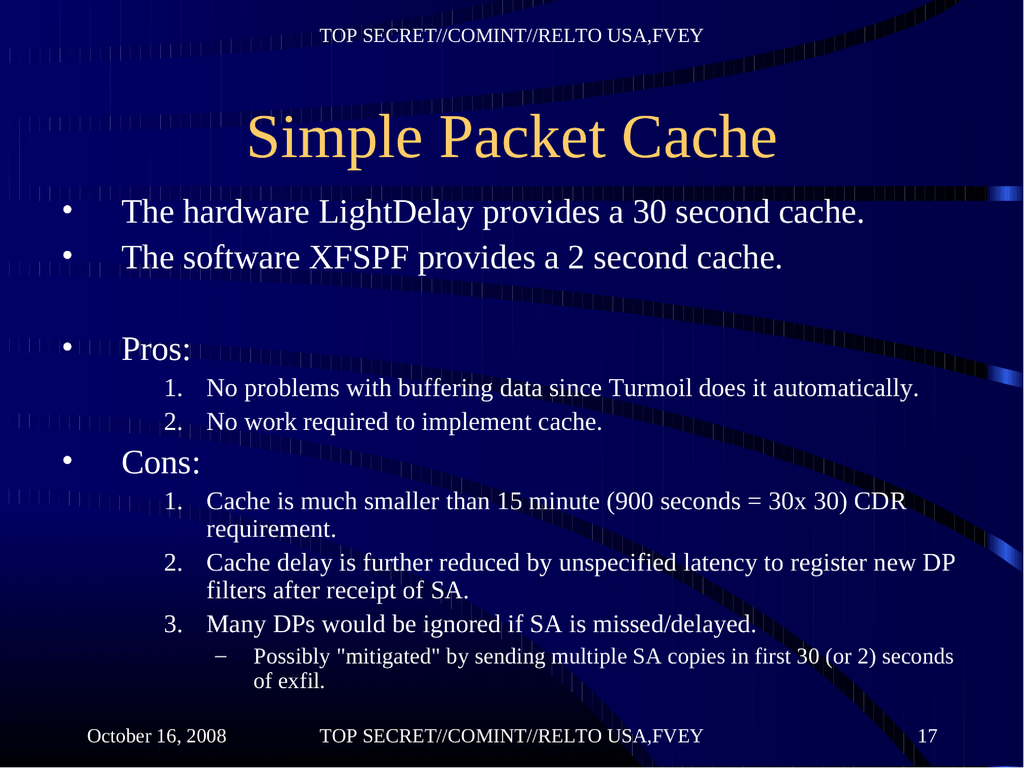 TOP SECRET//COMINT//RELTO USA,FVEY
Simple Packet Cache
• The hardware LightDelay provides a 30 second cache.
• The software XFSPF provides a 2 second cache.
• Pros:
1. No problems with buffering data since Turmoil does it automatically.
2. No work required to implement cache.
• Cons:
1. Cache is much smaller than 15 minute (900 seconds = 30x 30) CDR
requirement.
2. Cache delay is further reduced by unspecified latency to register new DP
filters after receipt of SA.
3. Many DPs would be ignored if SA is missed/delayed.
– Possibly "mitigated" by sending multiple SA copies in first 30 (or 2) seconds
of exfil.
October 16, 2008 TOP SECRET//COMINT//RELTO USA,FVEY 17